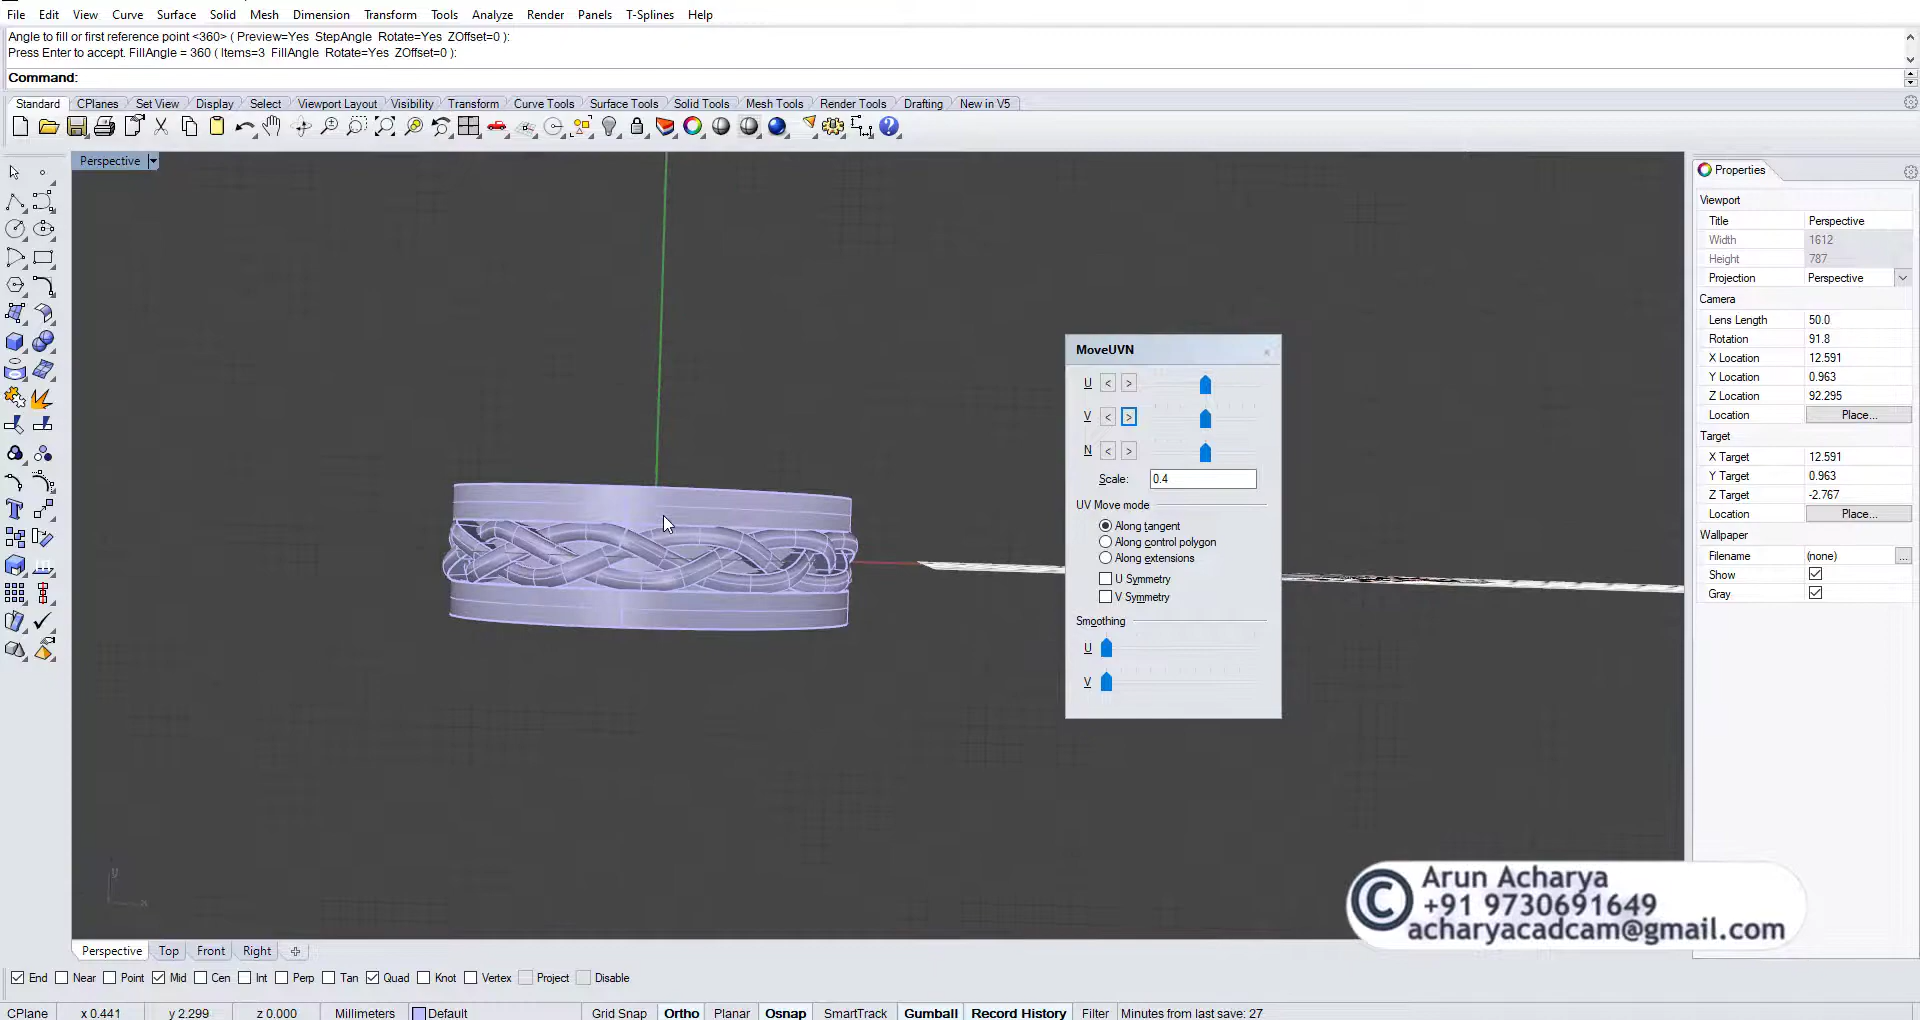 File Edit View Curve Surface Solid Mesh Dimension Transform Tools Analyze Render Panels T-Splines Help
Angle to fill or first reference point <360> ( Preview=Yes StepAngle Rotate=Yes ZOffset=0 ):
Press Enter to accept. FillAngle = 360 ( Items=3 FillAngle Rotate=Yes ZOffset=0 ):
Command:
Standard CPlanes Set View Display Select Viewport Layout Visibility Transform Curve Tools Surface Tools Solid Tools Mesh Tools Render Tools Drafting New in V5
Perspective
MoveUVN
U < >
V < >
N < >
Scale: 0.4
UV Move mode
Along tangent
Along control polygon
Along extensions
U Symmetry
V Symmetry
Smoothing
U
V
Properties
Viewport
Title Perspective
Width 1612
Height 787
Projection Perspective
Camera
Lens Length 50.0
Rotation 91.8
X Location 12.591
Y Location 0.963
Z Location 92.295
Location Place...
Target
X Target 12.591
Y Target 0.963
Z Target -2.767
Location Place...
Wallpaper
Filename (none) ...
Show
Gray
y
x
© Arun Acharya
+91 9730691649
acharyacadcam@gmail.com
Perspective Top Front Right
End Near Point Mid Cen Int Perp Tan Quad Knot Vertex Project Disable
CPlane x 0.441 y 2.299 z 0.000 Millimeters Default Grid Snap Ortho Planar Osnap SmartTrack Gumball Record History Filter Minutes from last save: 27